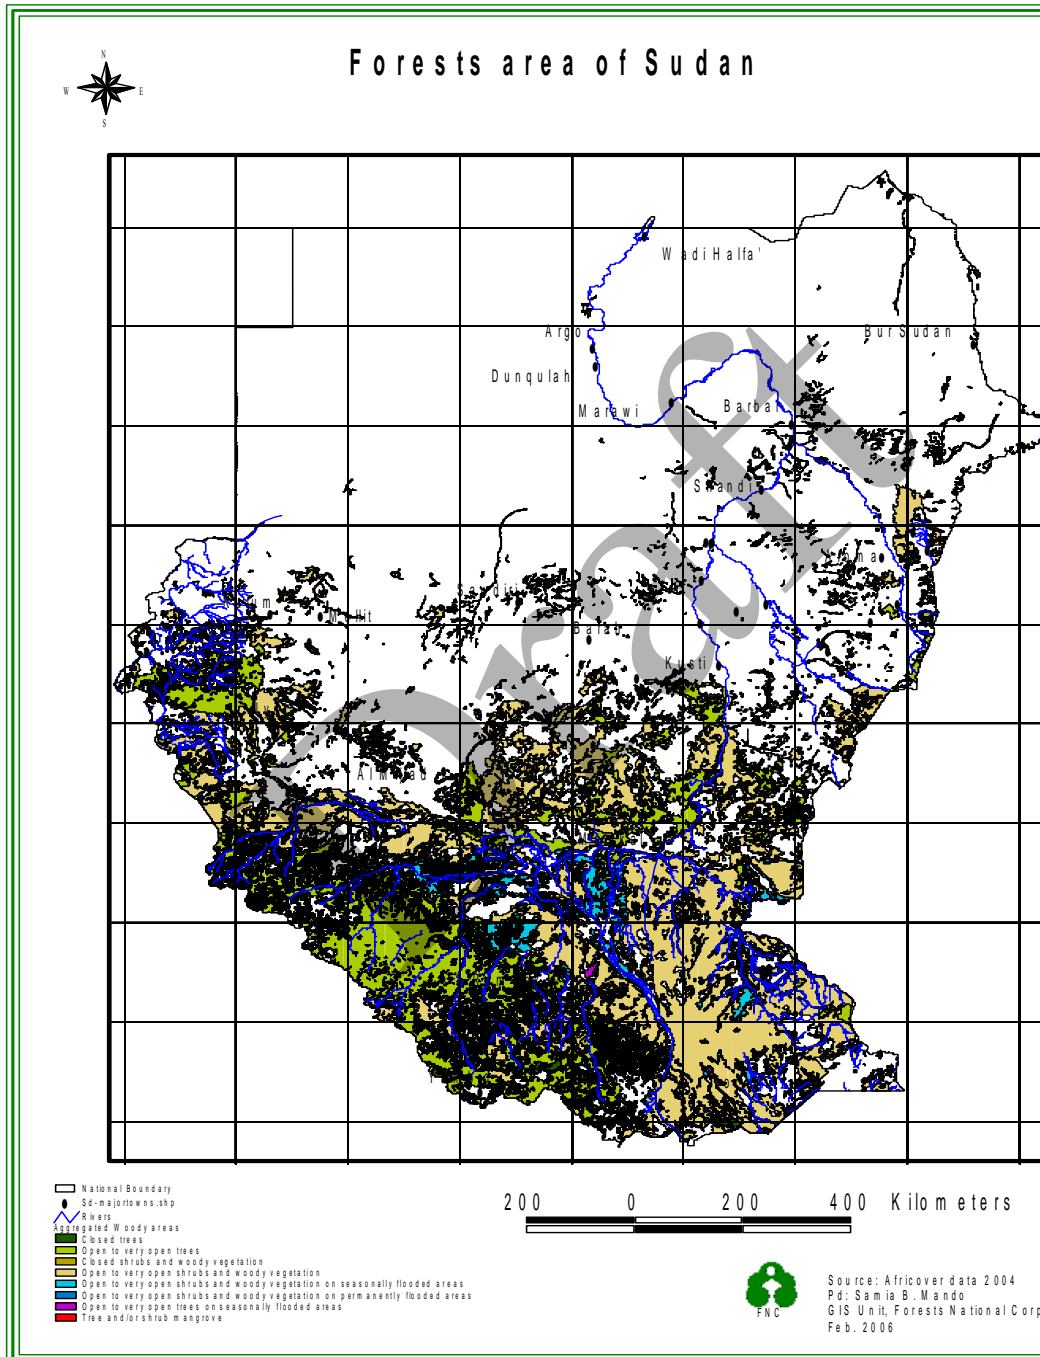 Forests area of Sudan
N
W
E
S
Wadi Halfa'
Argo
Bur Sudan
Dunqulah
Marawi
Barbar
Shandi
Kusti
Draft
National Boundary
Sd-majortowns.shp
Rivers
Aggregated Woody areas
Closed trees
Open to very open trees
Closed shrubs and woody vegetation
Open to very open shrubs and woody vegetation
Open to very open shrubs and woody vegetation on seasonally flooded areas
Open to very open shrubs and woody vegetation on permanently flooded areas
Open to very open trees on seasonally flooded areas
Tree and/or shrub mangrove
200 0 200 400 Kilometers
FNC
Source: Africover data 2004
Pd: Samia B. Mando
GIS Unit, Forests National Corp
Feb. 2006